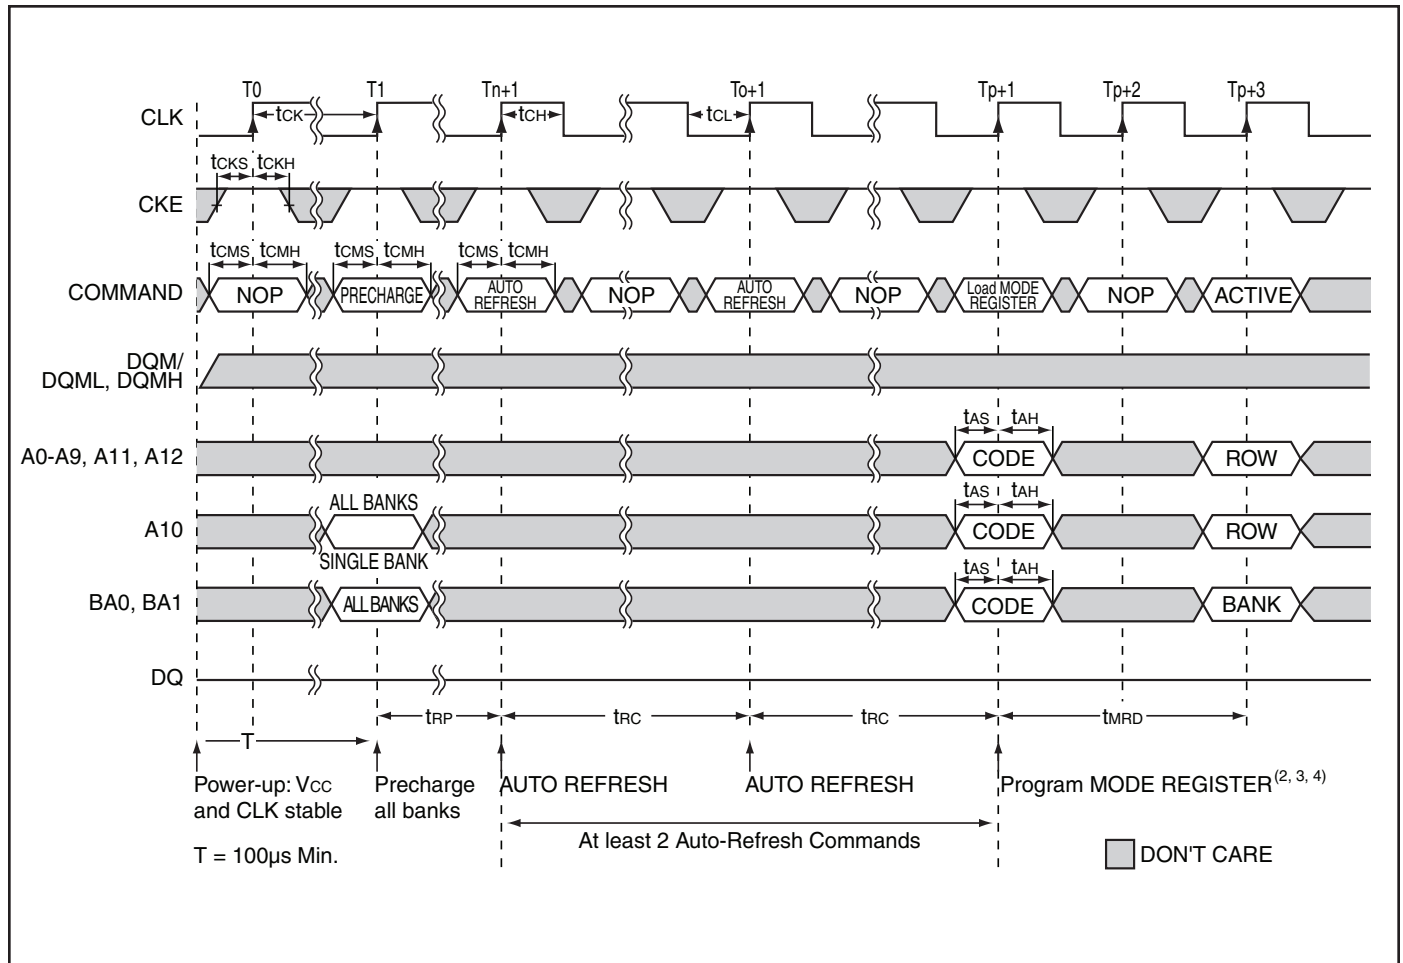 T0 T1 Tn+1 To+1 Tp+1 Tp+2 Tp+3
CLK tCK tCH tCL
tCKS tCKH
CKE
tCMS tCMH tCMS tCMH tCMS tCMH
COMMAND NOP PRECHARGE AUTO REFRESH NOP AUTO REFRESH NOP Load MODE REGISTER NOP ACTIVE
DQM/
DQML, DQMH
tAS tAH
A0-A9, A11, A12 CODE ROW
ALL BANKS tAS tAH
A10 CODE ROW
SINGLE BANK tAS tAH
BA0, BA1 ALL BANKS CODE BANK
DQ
tRP tRC tRC tMRD
T
Power-up: VCC Precharge AUTO REFRESH AUTO REFRESH Program MODE REGISTER(2, 3, 4)
and CLK stable all banks
At least 2 Auto-Refresh Commands
T = 100µs Min. DON'T CARE